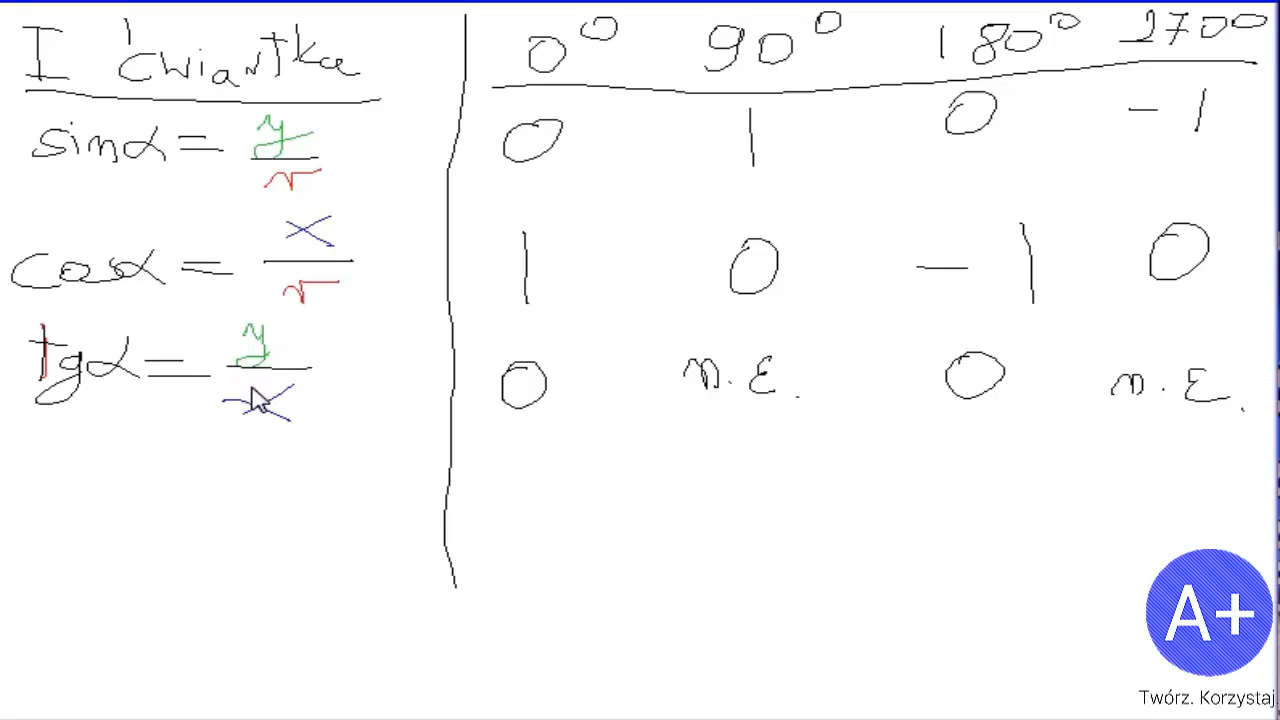 I ćwiartka 0° 90° 180° 270°
sinα = y/r 0 1 0 -1
cosα = x/r 1 0 -1 0
tgα = y/x 0 n.E. 0 n.E.
A+
Twórz. Korzystaj